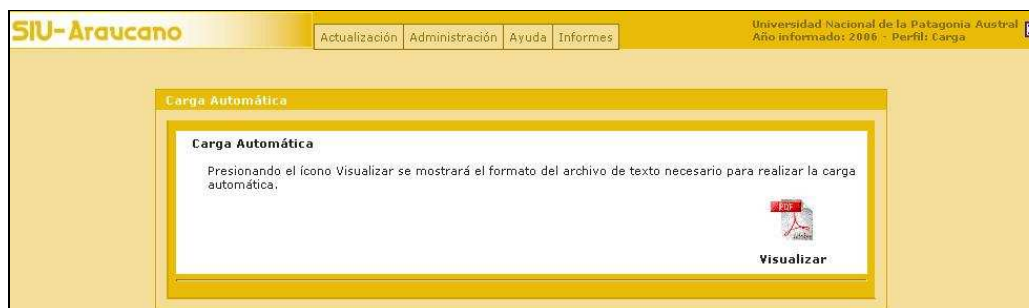 SIU-Araucano
Actualización Administración Ayuda Informes
Universidad Nacional de la Patagonia Austral
Año informado: 2006 - Perfil: Carga
Carga Automática
Carga Automática
Presionando el ícono Visualizar se mostrará el formato del archivo de texto necesario para realizar la carga
automática.
PDF
Visualizar